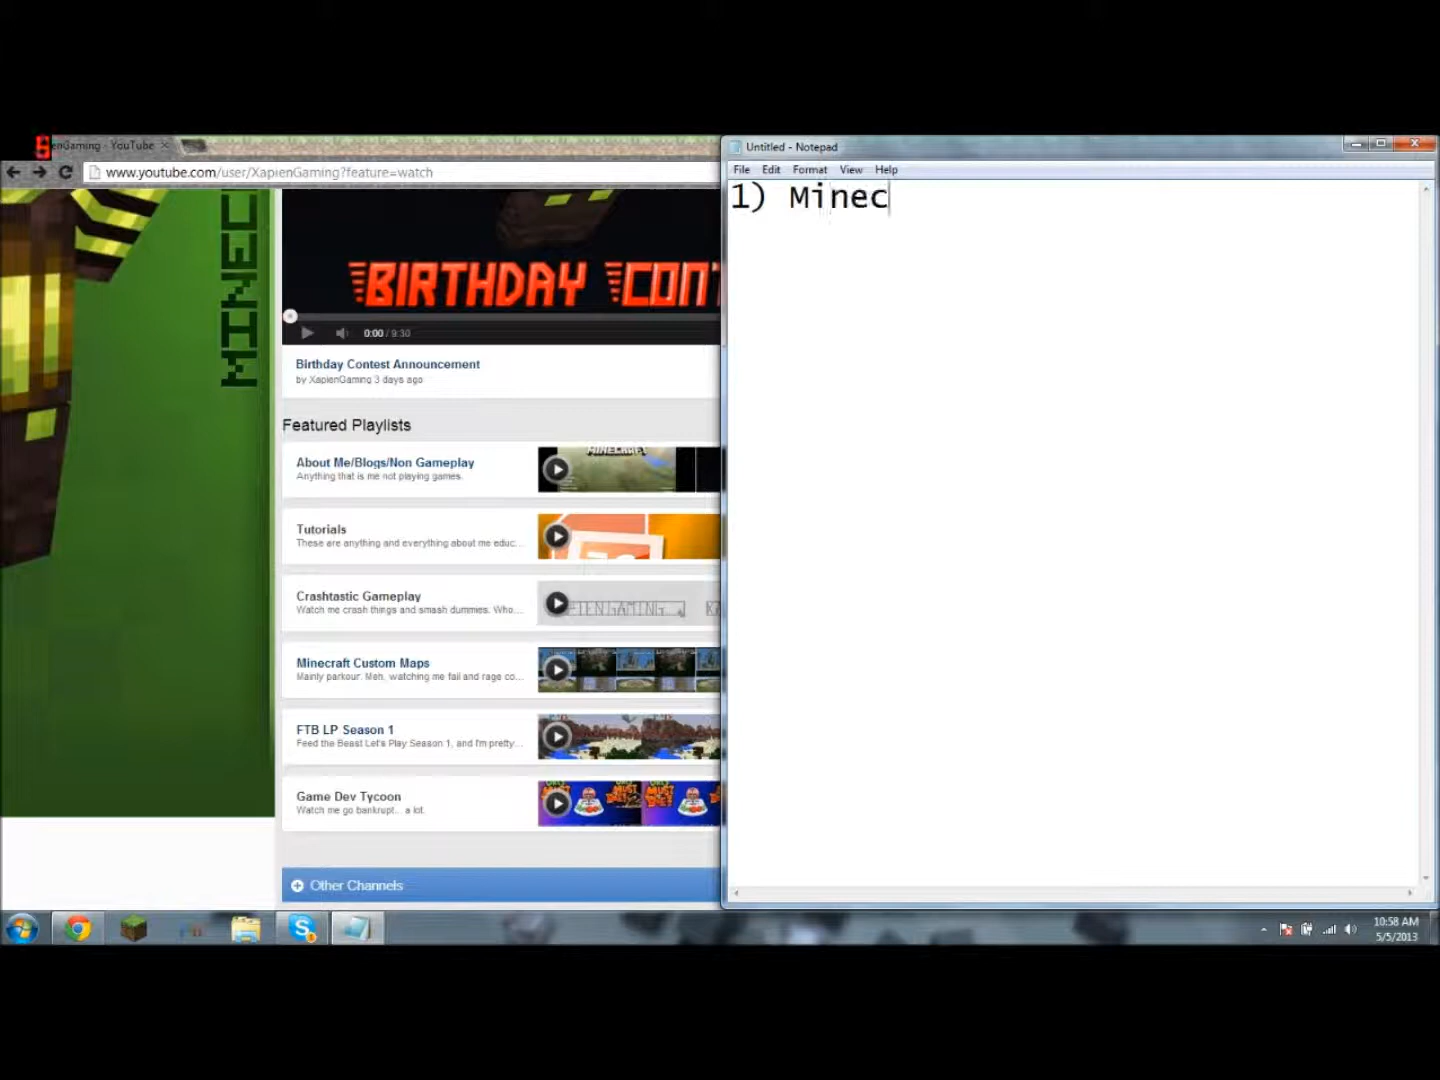 enGaming - YouTube
www.youtube.com/user/XapienGaming?feature=watch
MINEC
BIRTHDAY CONT
0:00 / 9:30
Birthday Contest Announcement
by XapienGaming 3 days ago
Featured Playlists
About Me/Blogs/Non Gameplay
Anything that is me not playing games.
MINECRAFT
Tutorials
These are anything and everything about me educ...
Crashtastic Gameplay
Watch me crash things and smash dummies. Who...
Minecraft Custom Maps
Mainly parkour. Meh, watching me fail and rage co...
FTB LP Season 1
Feed the Beast Let's Play Season 1, and I'm pretty...
Game Dev Tycoon
Watch me go bankrupt... a lot.
Other Channels
Untitled - Notepad
File Edit Format View Help
1) Minec
10:58 AM
5/5/2013